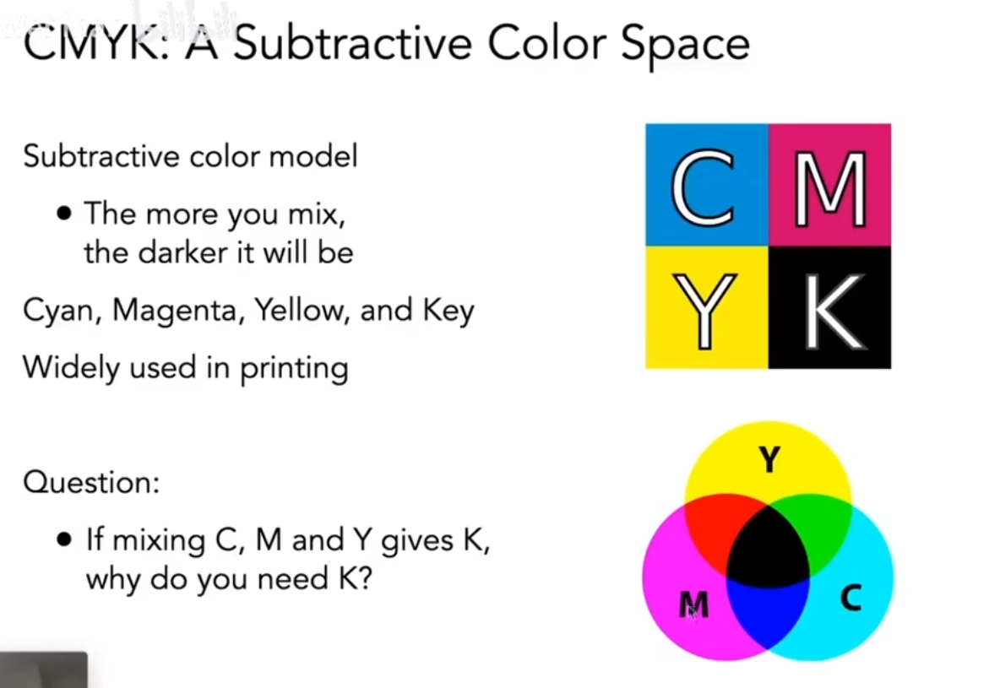 CMYK: A Subtractive Color Space
Subtractive color model
● The more you mix,
the darker it will be
Cyan, Magenta, Yellow, and Key
Widely used in printing
Question:
● If mixing C, M and Y gives K,
why do you need K?
C M
Y K
Y
M C